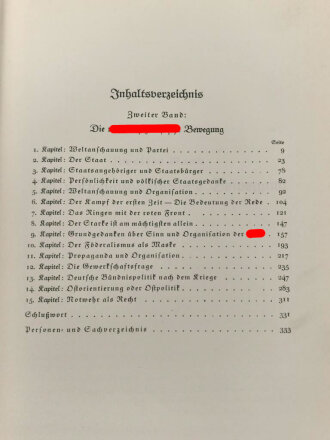 Inhaltsverzeichnis
Zweiter Band:
Die Bewegung
Seite
1. Kapitel: Weltanschauung und Partei 9
2. Kapitel: Der Staat 23
3. Kapitel: Staatsangehöriger und Staatsbürger 78
4. Kapitel: Persönlichkeit und völkischer Staatsgedanke 82
5. Kapitel: Weltanschauung und Organisation 92
6. Kapitel: Der Kampf der ersten Zeit — Die Bedeutung der Rede 104
7. Kapitel: Das Ringen mit der roten Front 121
8. Kapitel: Der Starke ist am mächtigsten allein 147
9. Kapitel: Grundgedanken über Sinn und Organisation der 157
10. Kapitel: Der Föderalismus als Maske 193
11. Kapitel: Propaganda und Organisation 217
12. Kapitel: Die Gewerkschaftsfrage 235
13. Kapitel: Deutsche Bündnispolitik nach dem Kriege 247
14. Kapitel: Ostorientierung oder Ostpolitik 283
15. Kapitel: Notwehr als Recht 311
Schlußwort 331
Personen- und Sachverzeichnis 333